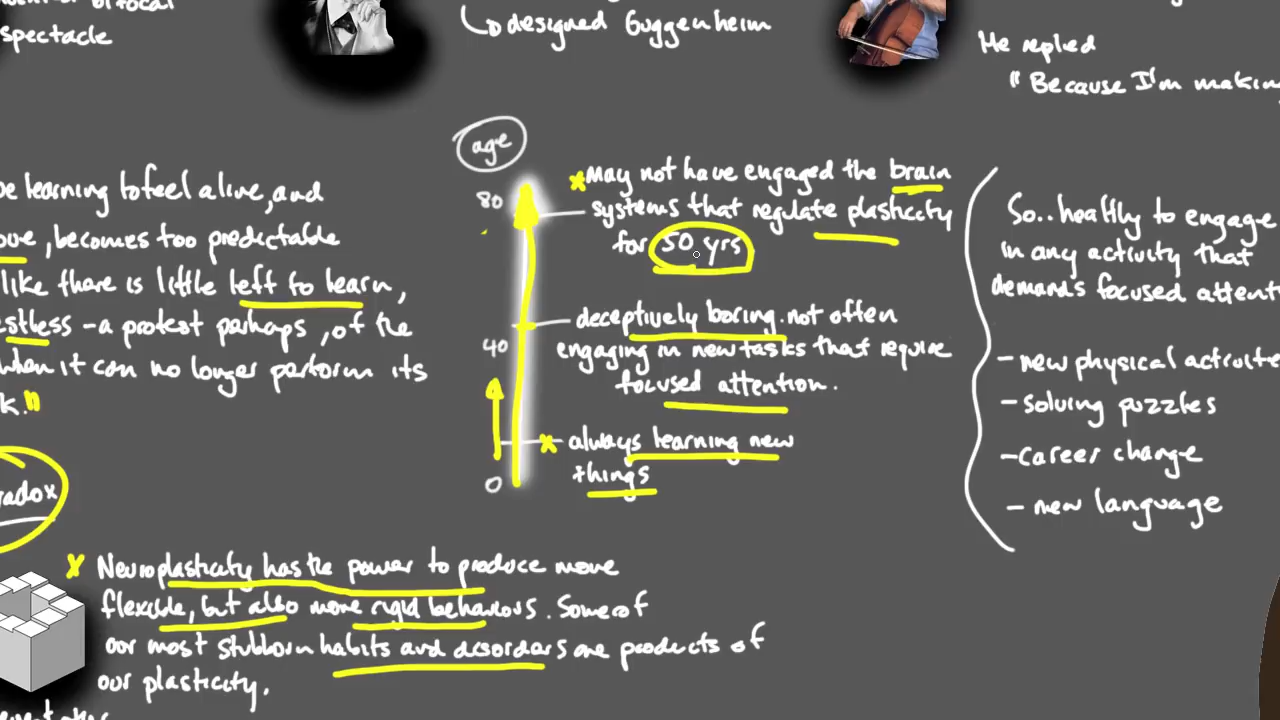 spectacle
↳ designed Guggenheim
He replied
"Because I'm making
learning to feel alive, and
, becomes too predictable
like there is little left to learn,
estless - a protest perhaps, of the
when it can no longer perform its
k."
adox
age
80
40
0
* May not have engaged the brain
systems that regulate plasticity
for 50 yrs
deceptively boring. not often
engaging in new tasks that require
focused attention.
* always learning new
things
So.. healthy to engage
in any activity that
demands focused attent
- new physical activite
- solving puzzles
- career change
- new language
x Neuroplasticity has the power to produce more
flexible, but also more rigid behaviours. Some of
our most stubborn habits and disorders are products of
our plasticity.